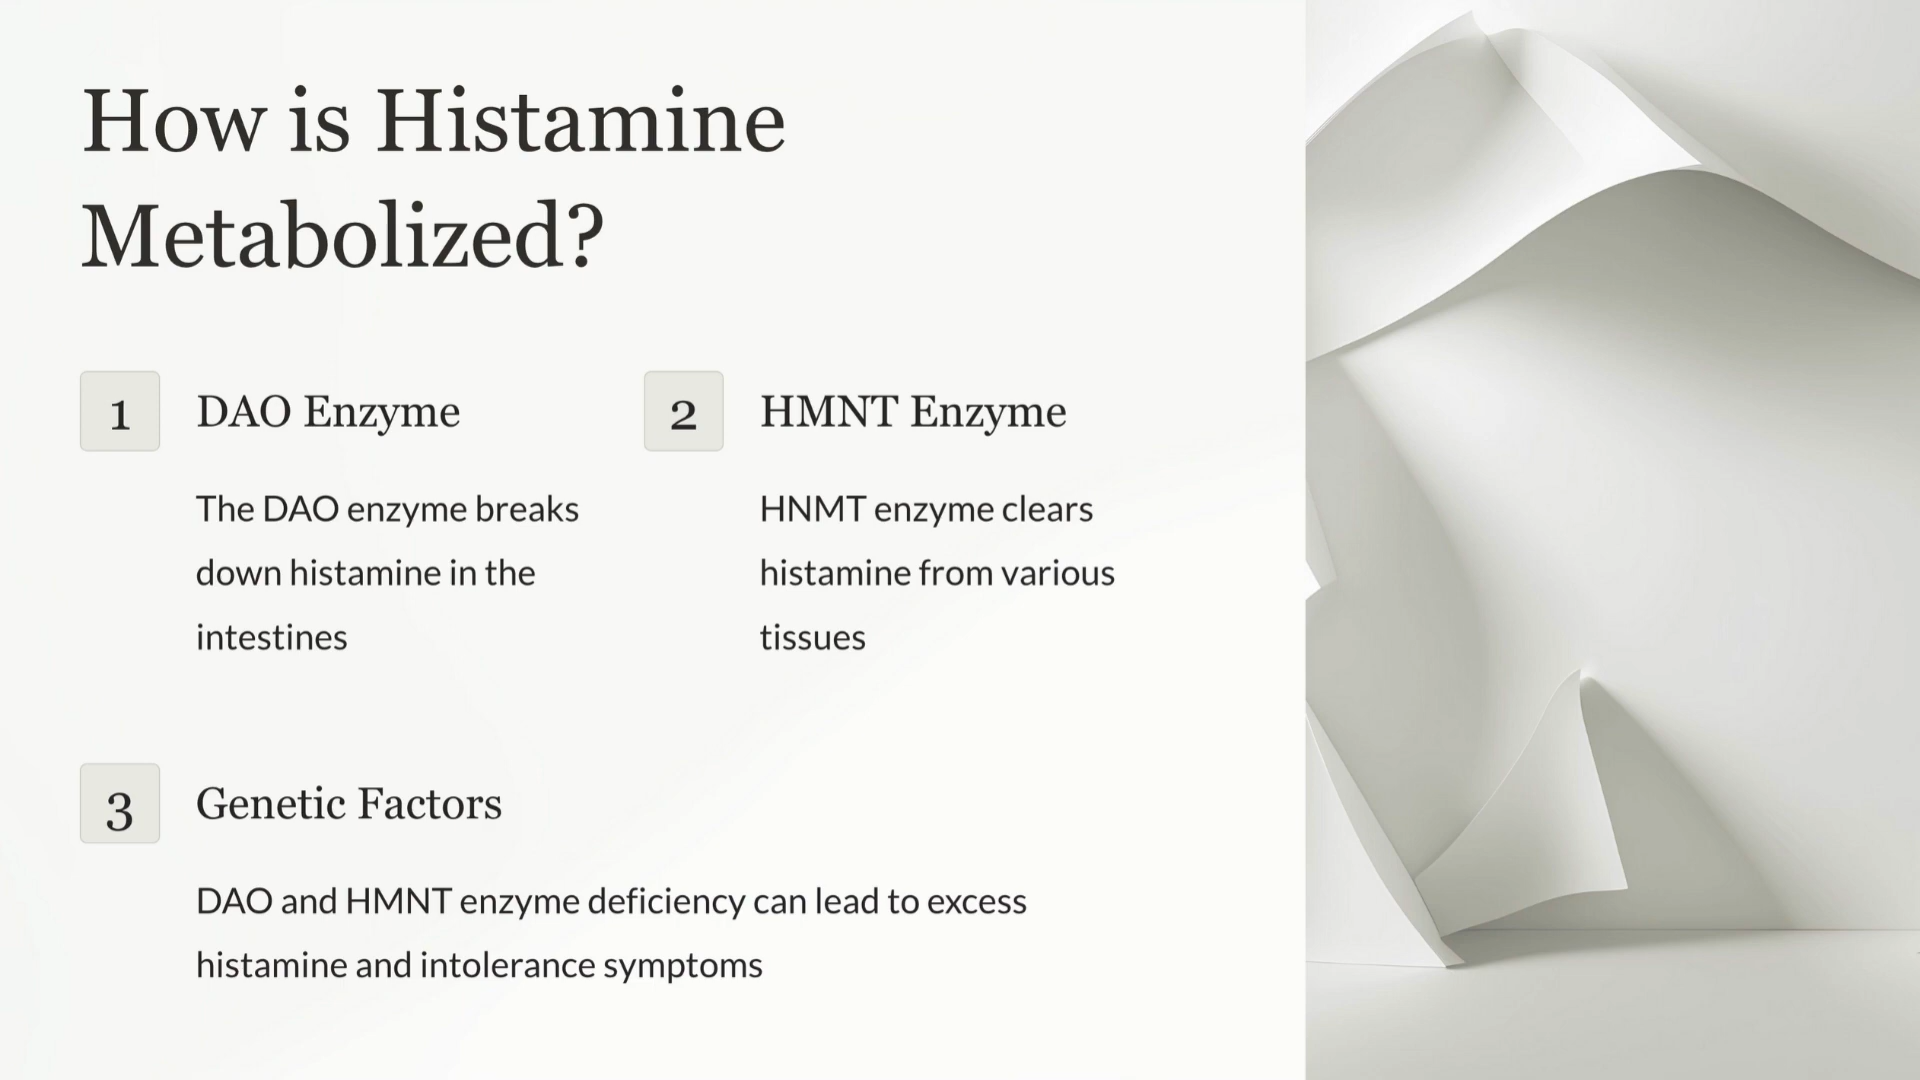 How is Histamine
Metabolized?
1
DAO Enzyme
The DAO enzyme breaks
down histamine in the
intestines
2
HMNT Enzyme
HNMT enzyme clears
histamine from various
tissues
3
Genetic Factors
DAO and HMNT enzyme deficiency can lead to excess
histamine and intolerance symptoms